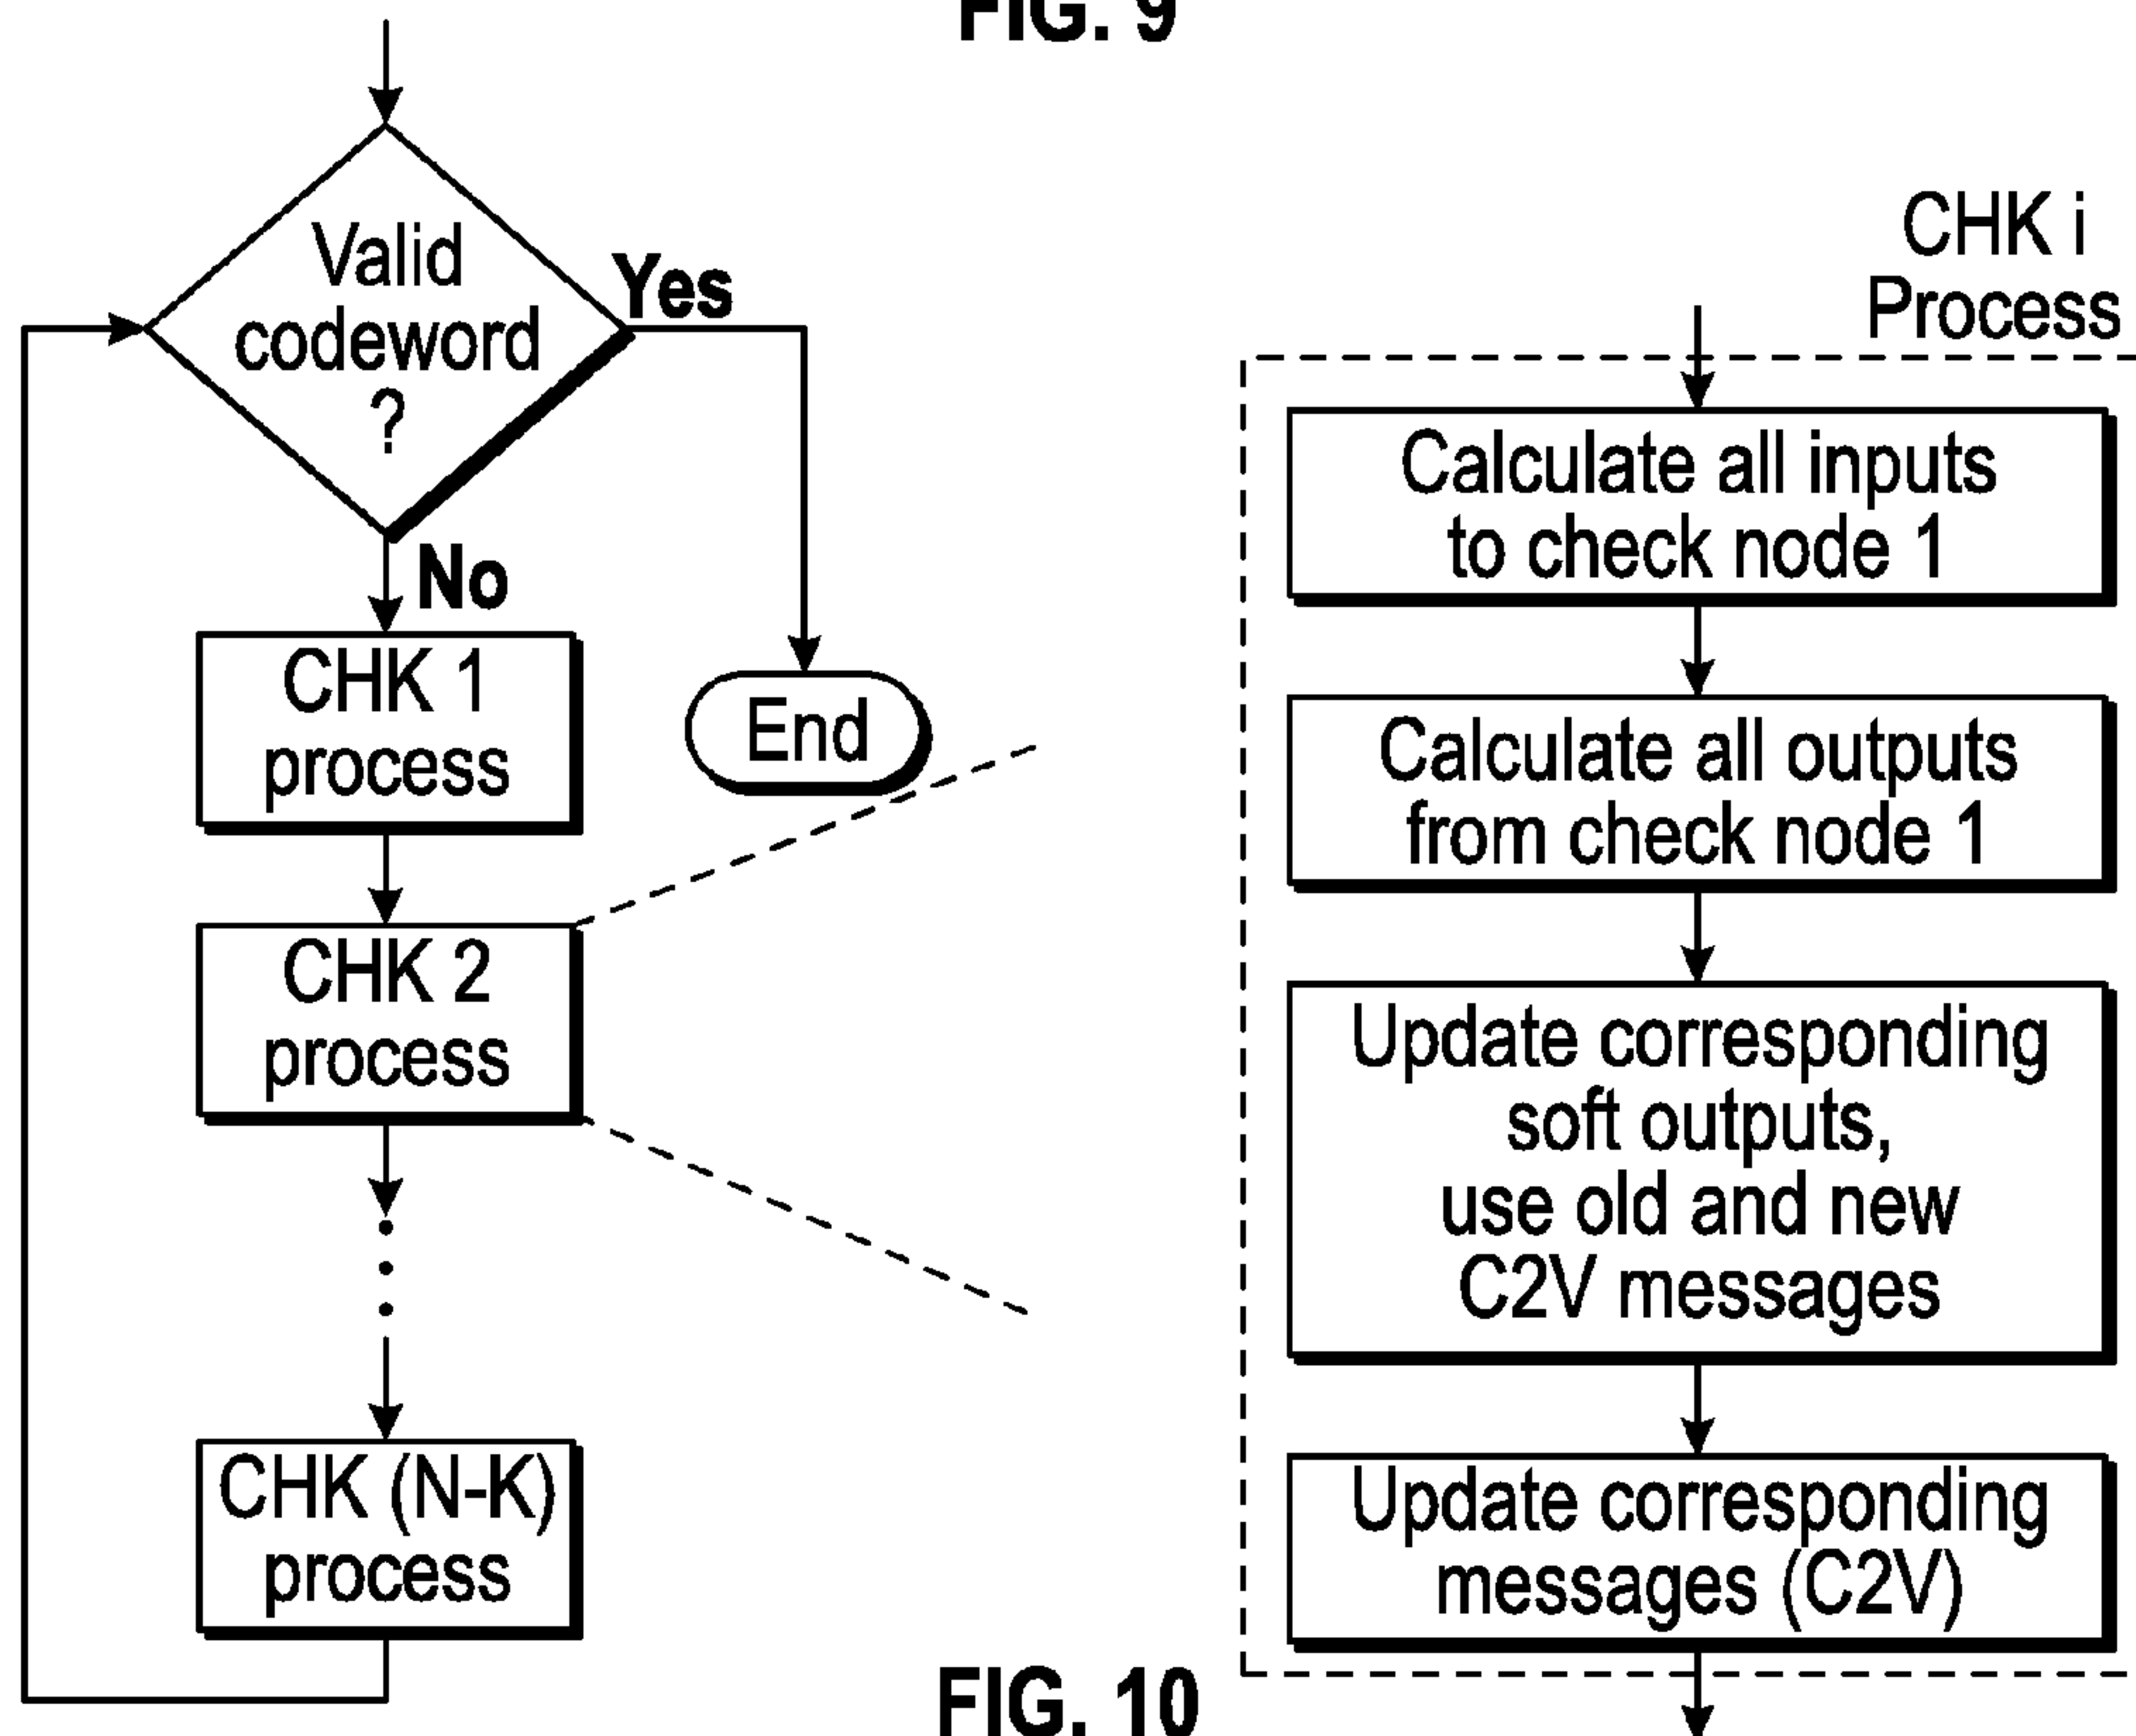 FIG. 9
Valid
codeword
?
Yes
No
CHK 1
process
End
CHK 2
process
CHK (N-K)
process
CHK i
Process
Calculate all inputs
to check node 1
Calculate all outputs
from check node 1
Update corresponding
soft outputs,
use old and new
C2V messages
Update corresponding
messages (C2V)
FIG. 10